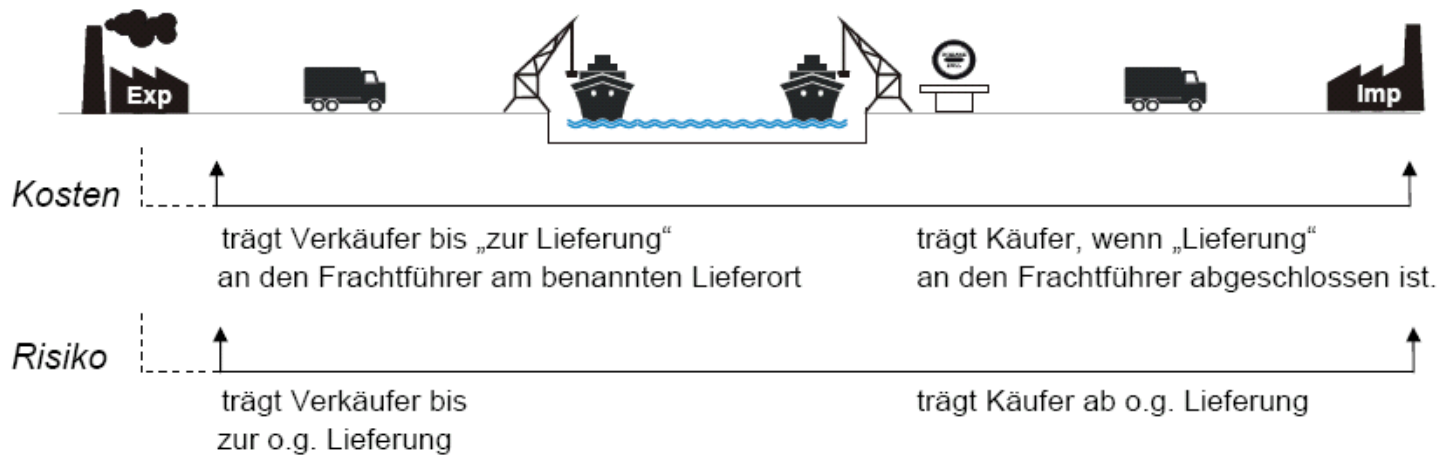 Exp
Imp
Kosten
trägt Verkäufer bis „zur Lieferung“
an den Frachtführer am benannten Lieferort
trägt Käufer, wenn „Lieferung“
an den Frachtführer abgeschlossen ist.
Risiko
trägt Verkäufer bis
zur o.g. Lieferung
trägt Käufer ab o.g. Lieferung